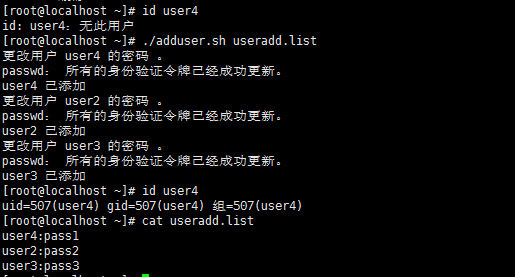 [root@localhost ~]# id user4
id: user4：无此用户
[root@localhost ~]# ./adduser.sh useradd.list
更改用户 user4 的密码 。
passwd： 所有的身份验证令牌已经成功更新。
user4 已添加
更改用户 user2 的密码 。
passwd： 所有的身份验证令牌已经成功更新。
user2 已添加
更改用户 user3 的密码 。
passwd： 所有的身份验证令牌已经成功更新。
user3 已添加
[root@localhost ~]# id user4
uid=507(user4) gid=507(user4) 组=507(user4)
[root@localhost ~]# cat useradd.list
user4:pass1
user2:pass2
user3:pass3